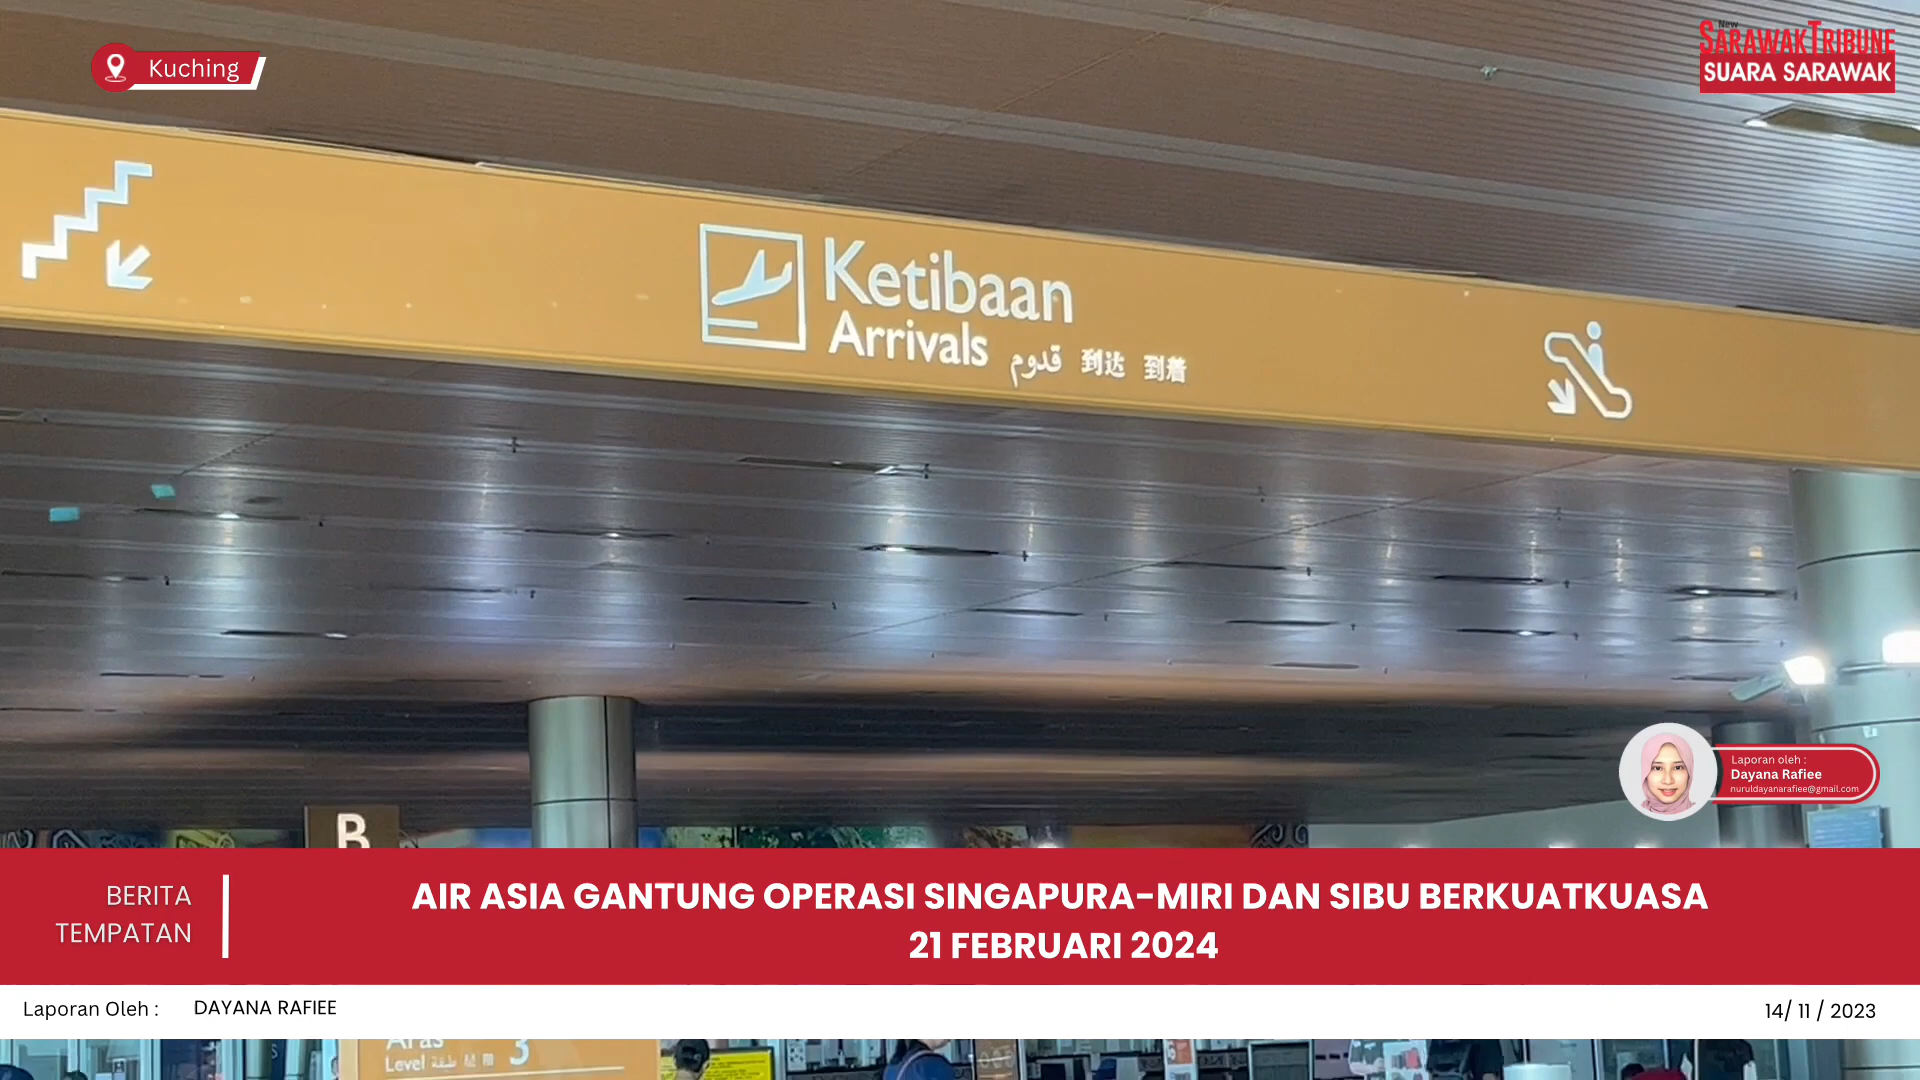 Kuching
New
SARAWAK TRIBUNE
SUARA SARAWAK
Ketibaan
Arrivals قدوم 到达 到着
Laporan oleh :
Dayana Rafiee
nuruldayanarafiee@gmail.com
B
BERITA
TEMPATAN
AIR ASIA GANTUNG OPERASI SINGAPURA-MIRI DAN SIBU BERKUATKUASA
21 FEBRUARI 2024
Laporan Oleh : DAYANA RAFIEE
14/ 11 / 2023
Aras
Level 3